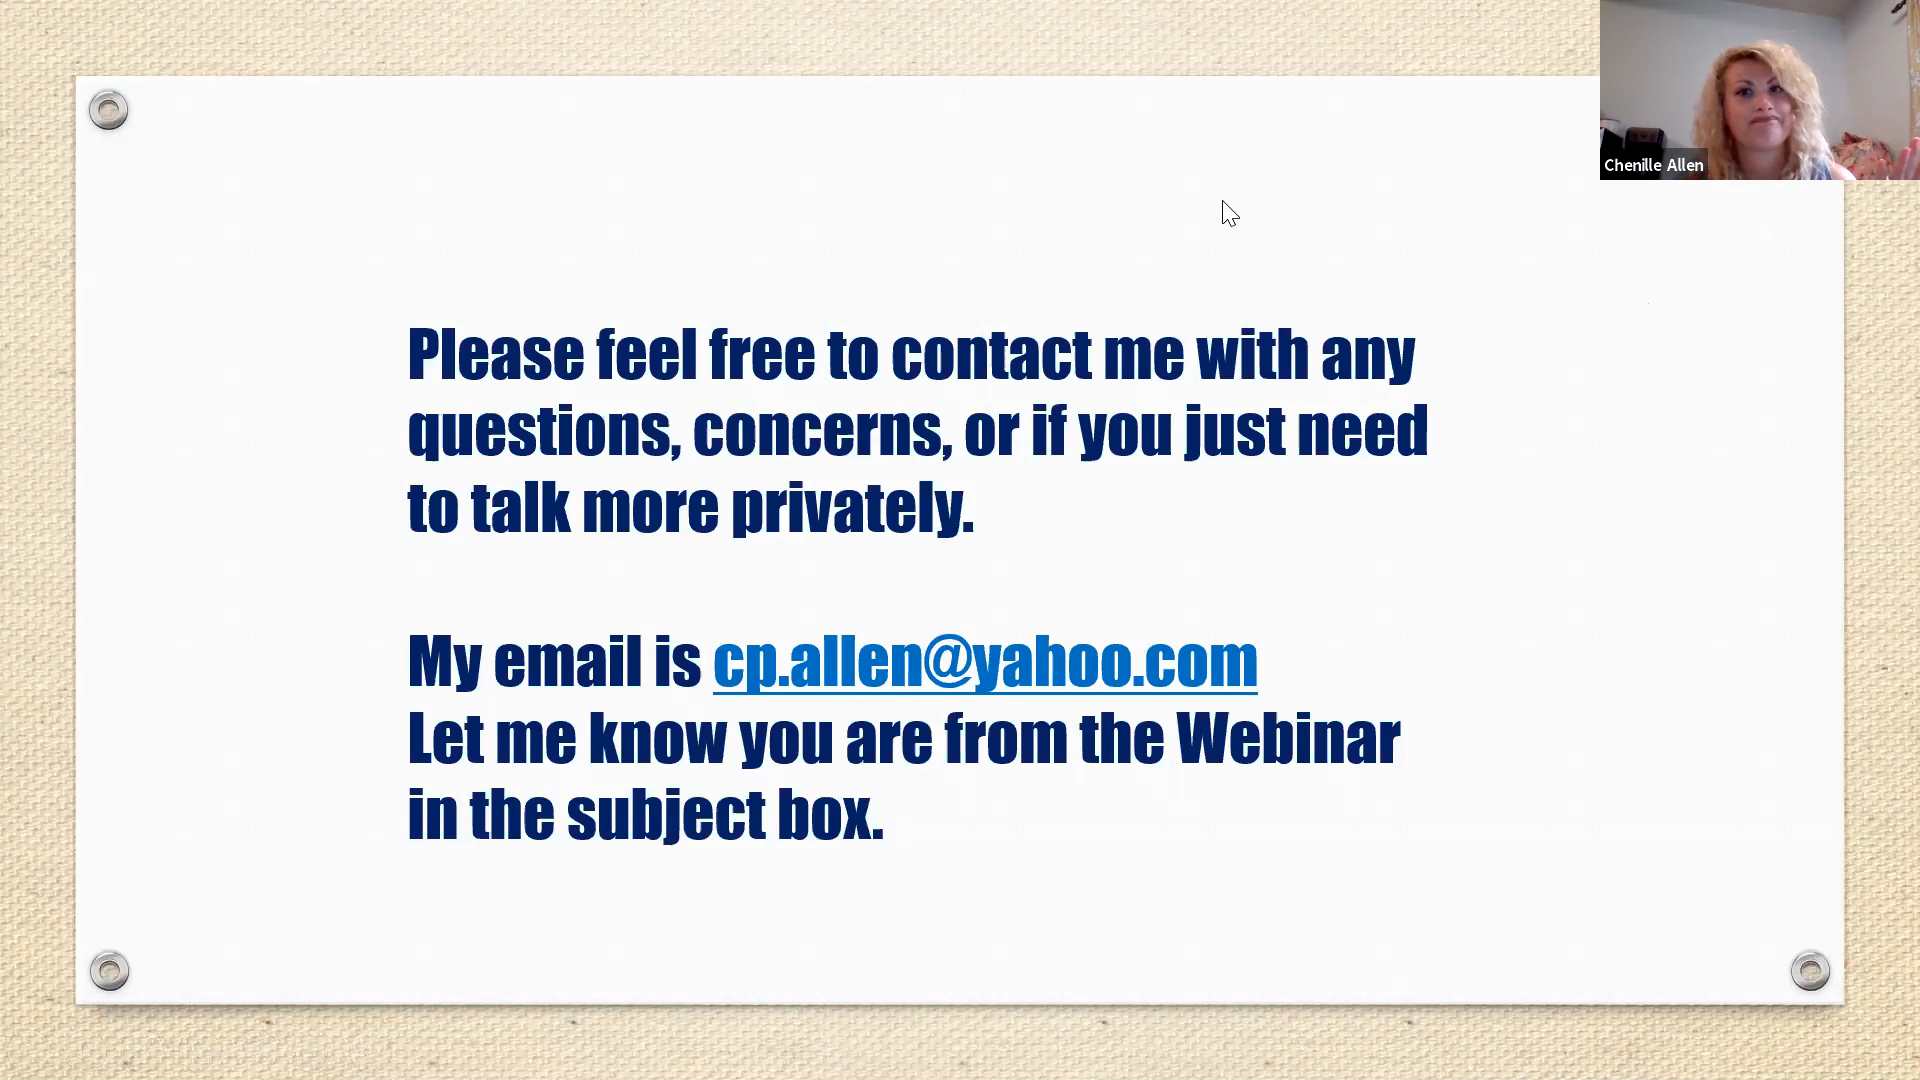 Chenille Allen
Please feel free to contact me with any
questions, concerns, or if you just need
to talk more privately.
My email is cp.allen@yahoo.com
Let me know you are from the Webinar
in the subject box.